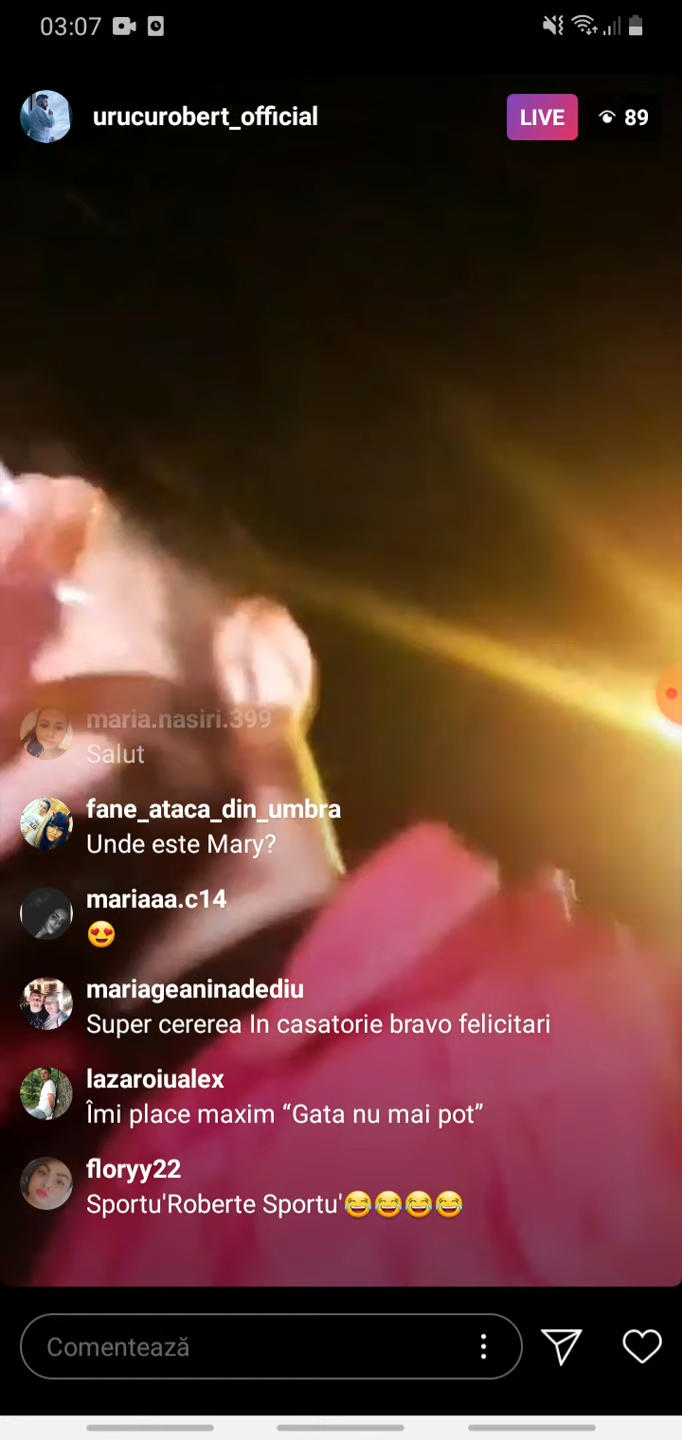 03:07
urucurobert_official
LIVE
89
maria.nasiri.399
Salut
fane_ataca_din_umbra
Unde este Mary?
mariaaa.c14
😍
mariageaninadediu
Super cererea In casatorie bravo felicitari
lazaroiualex
Îmi place maxim “Gata nu mai pot”
floryy22
Sportu'Roberte Sportu'😂😂😂😂
Comentează